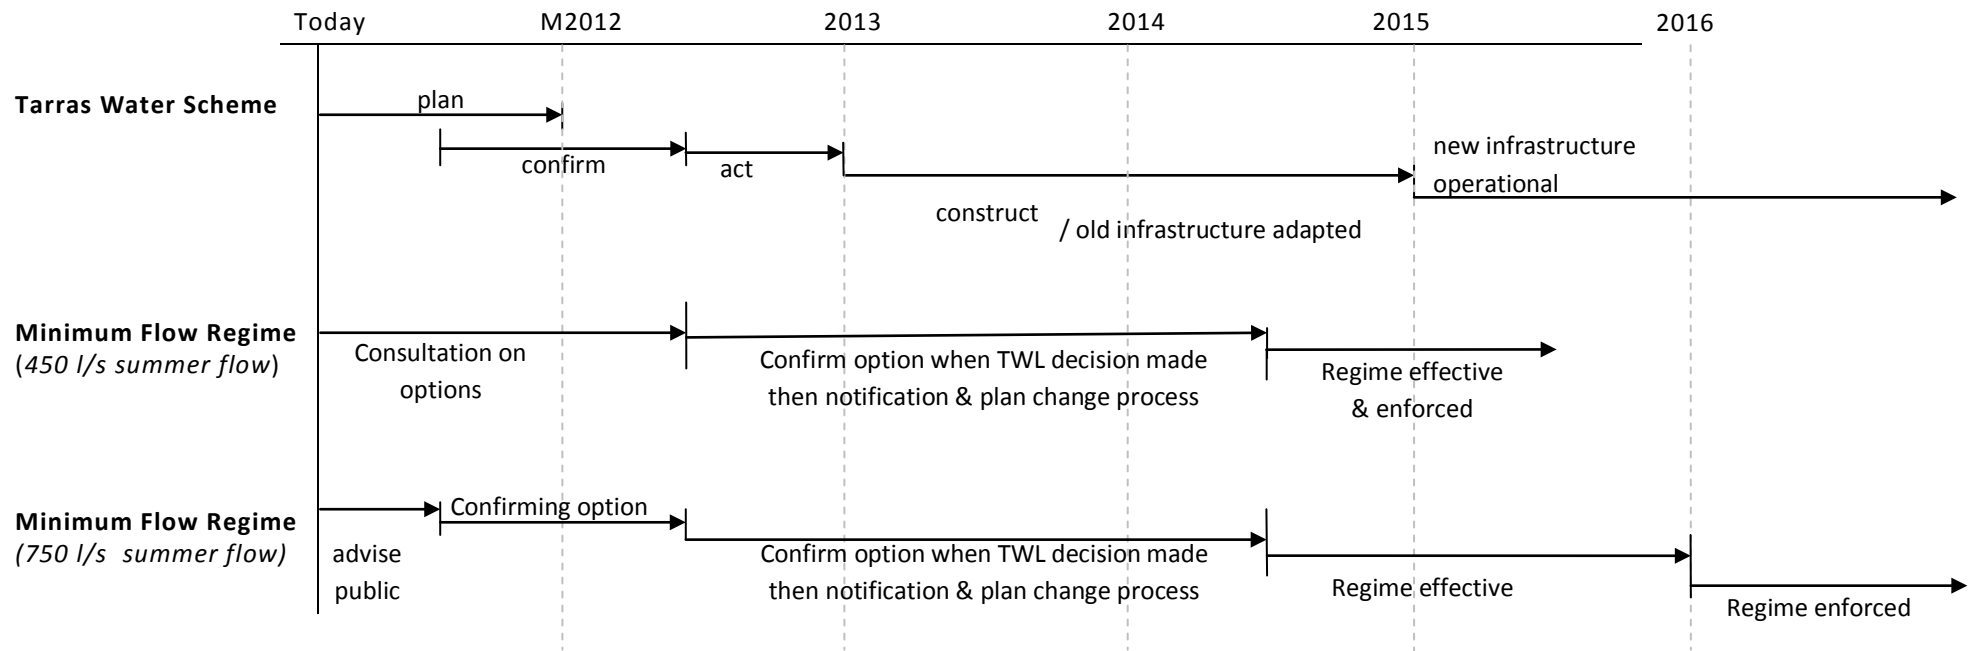 Today M2012 2013 2014 2015 2016
Tarras Water Scheme
plan
confirm
act
construct
/ old infrastructure adapted
new infrastructure
operational
Minimum Flow Regime
(450 l/s summer flow)
Consultation on
options
Confirm option when TWL decision made
then notification & plan change process
Regime effective
& enforced
Minimum Flow Regime
(750 l/s summer flow)
advise
public
Confirming option
Confirm option when TWL decision made
then notification & plan change process
Regime effective
Regime enforced